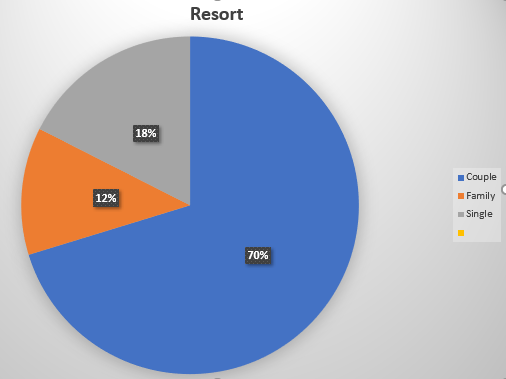 Resort
18%
12%
70%
Couple
Family
Single